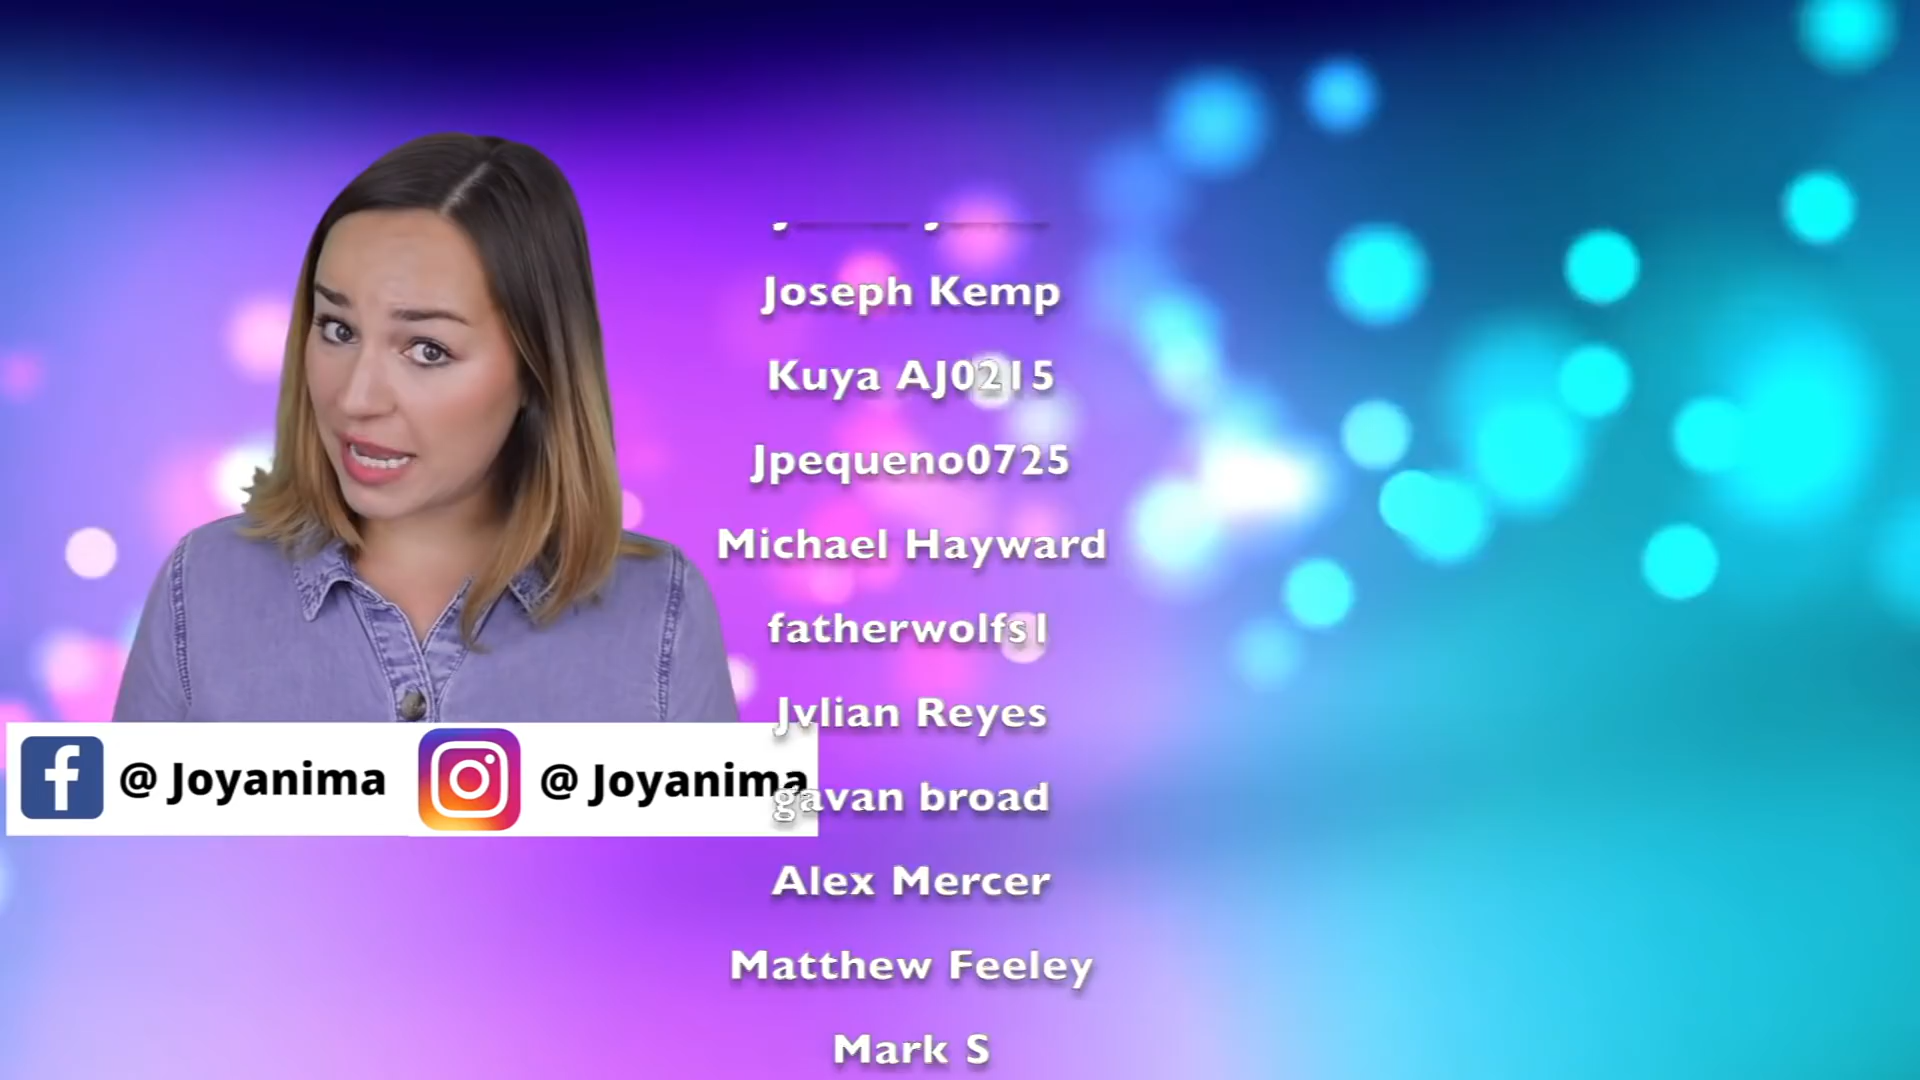 Joseph Kemp
Kuya AJ0215
Jpequeno0725
Michael Hayward
fatherwolfs1
Jvlian Reyes
@ Joyanima @ Joyanima
gavan broad
Alex Mercer
Matthew Feeley
Mark S